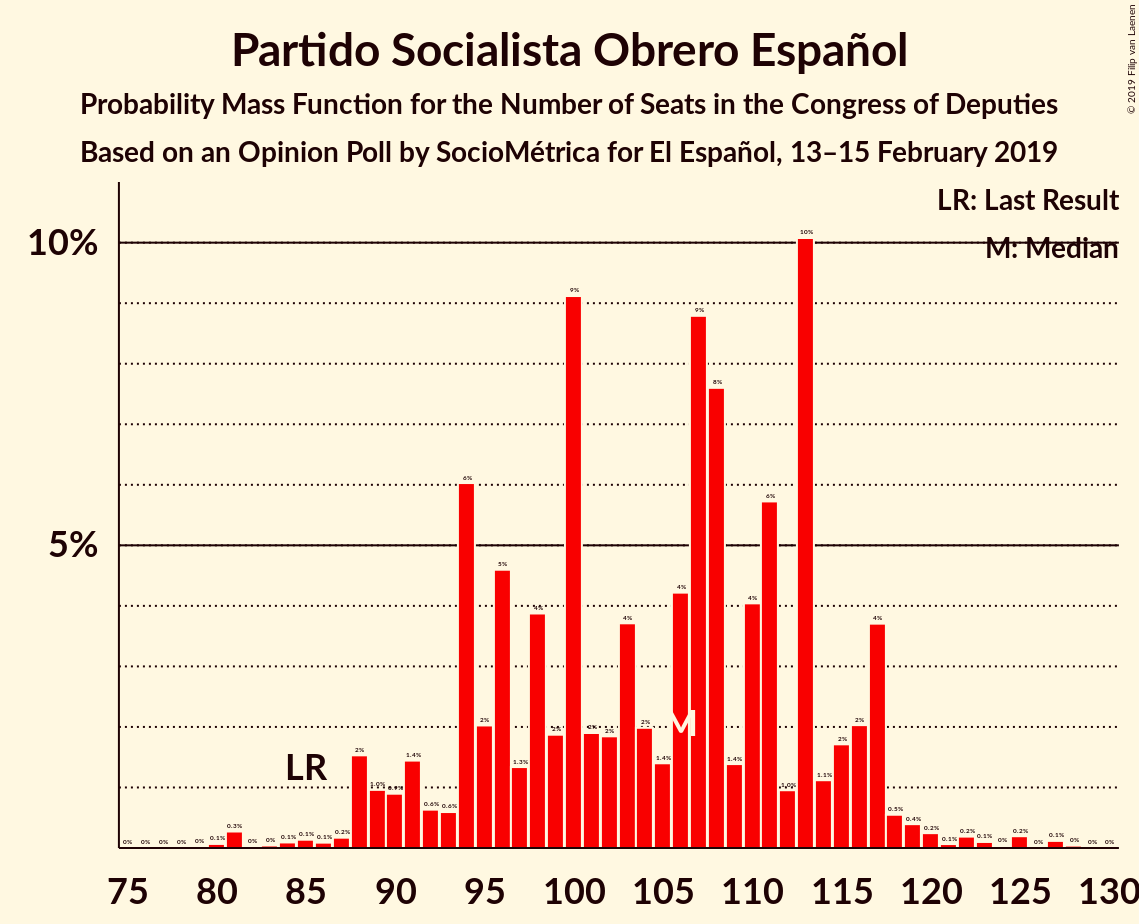 Partido Socialista Obrero Español
Probability Mass Function for the Number of Seats in the Congress of Deputies
Based on an Opinion Poll by SocioMétrica for El Español, 13–15 February 2019
© 2019 Filip van Laenen
LR: Last Result
M: Median
10%
5%
0% 0% 0% 0% 0% 0.1% 0.3% 0% 0% 0.1% 0.1% 0.1% 0.2% 2% 1.0% 0.9% 1.4% 0.6% 0.6% 6% 2% 5% 1.3% 4% 2% 9% 2% 2% 4% 2% 1.4% 4% 9% 8% 1.4% 4% 6% 1.0% 10% 1.1% 2% 2% 4% 0.5% 0.4% 0.2% 0.1% 0.2% 0.1% 0% 0.2% 0% 0.1% 0% 0% 0%
LR
M
75 80 85 90 95 100 105 110 115 120 125 130